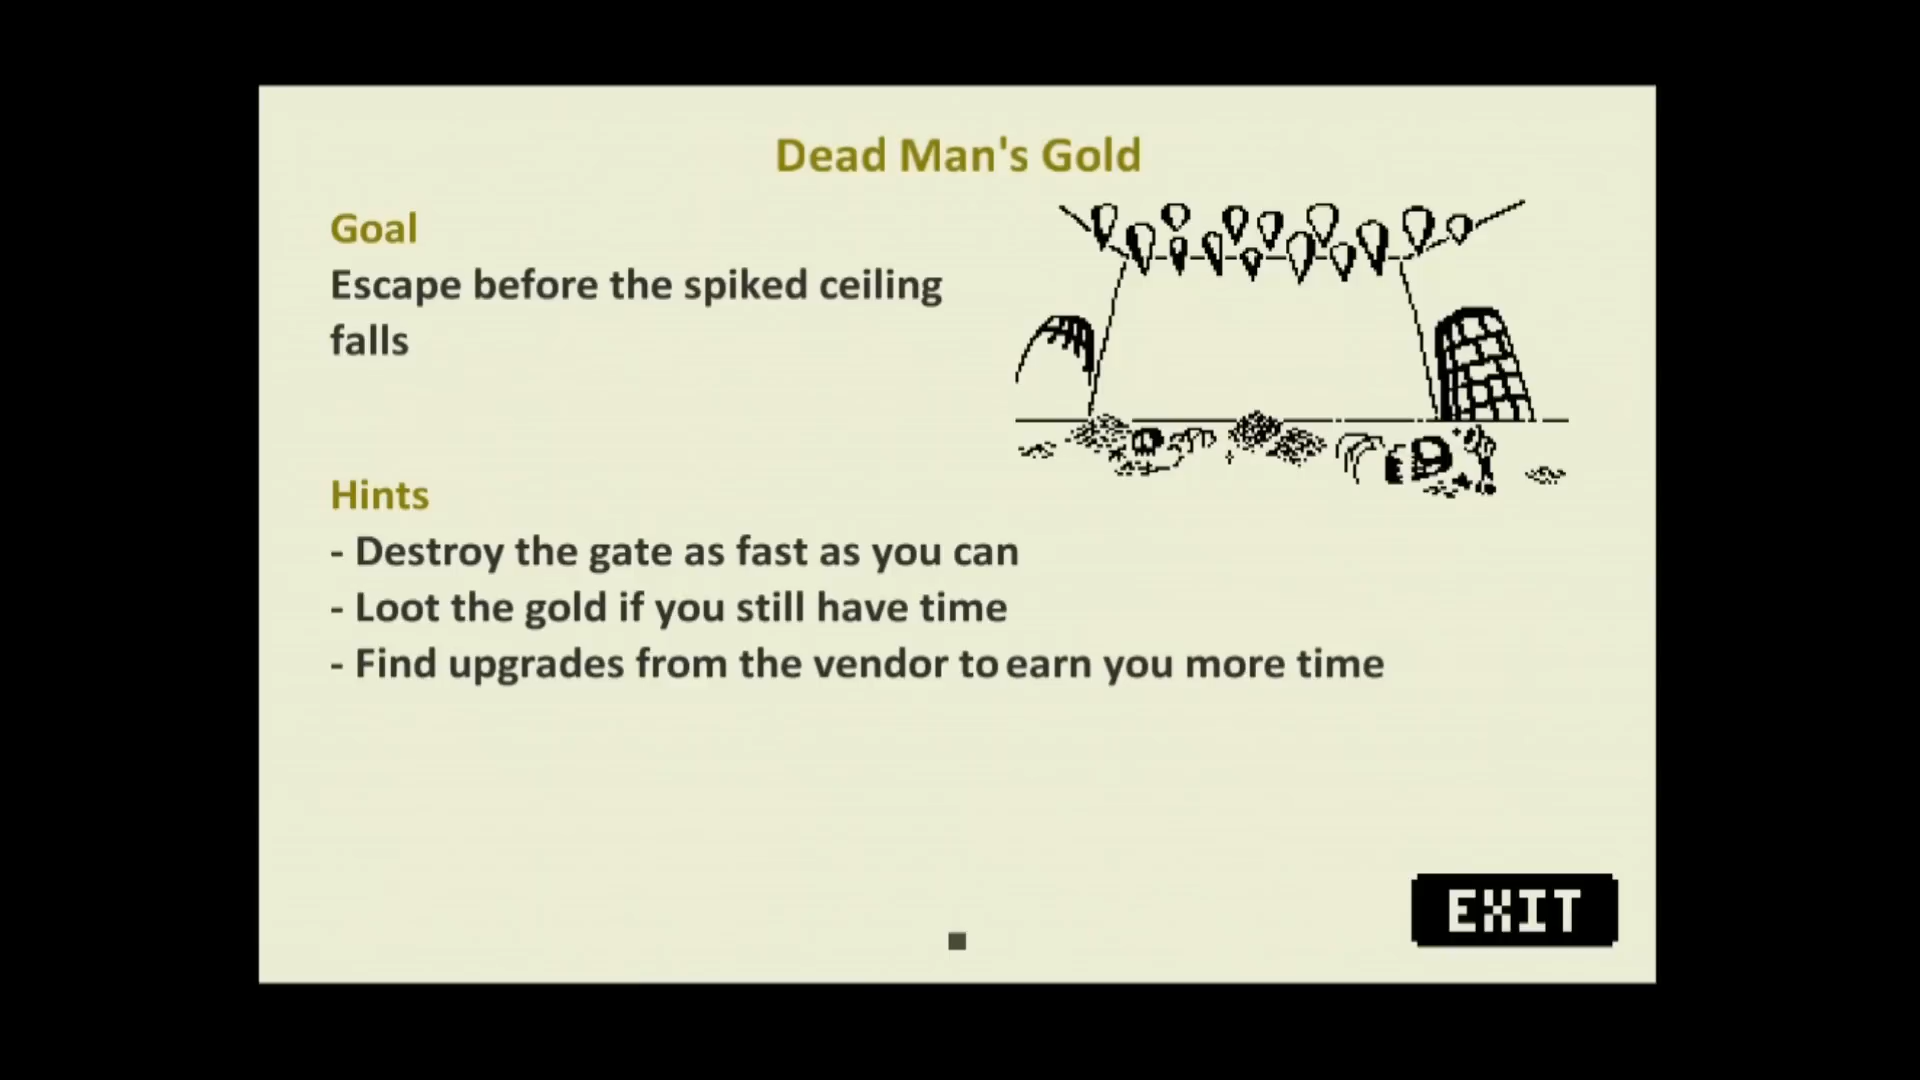 Dead Man's Gold
Goal
Escape before the spiked ceiling
falls
Hints
- Destroy the gate as fast as you can
- Loot the gold if you still have time
- Find upgrades from the vendor to earn you more time
EXIT